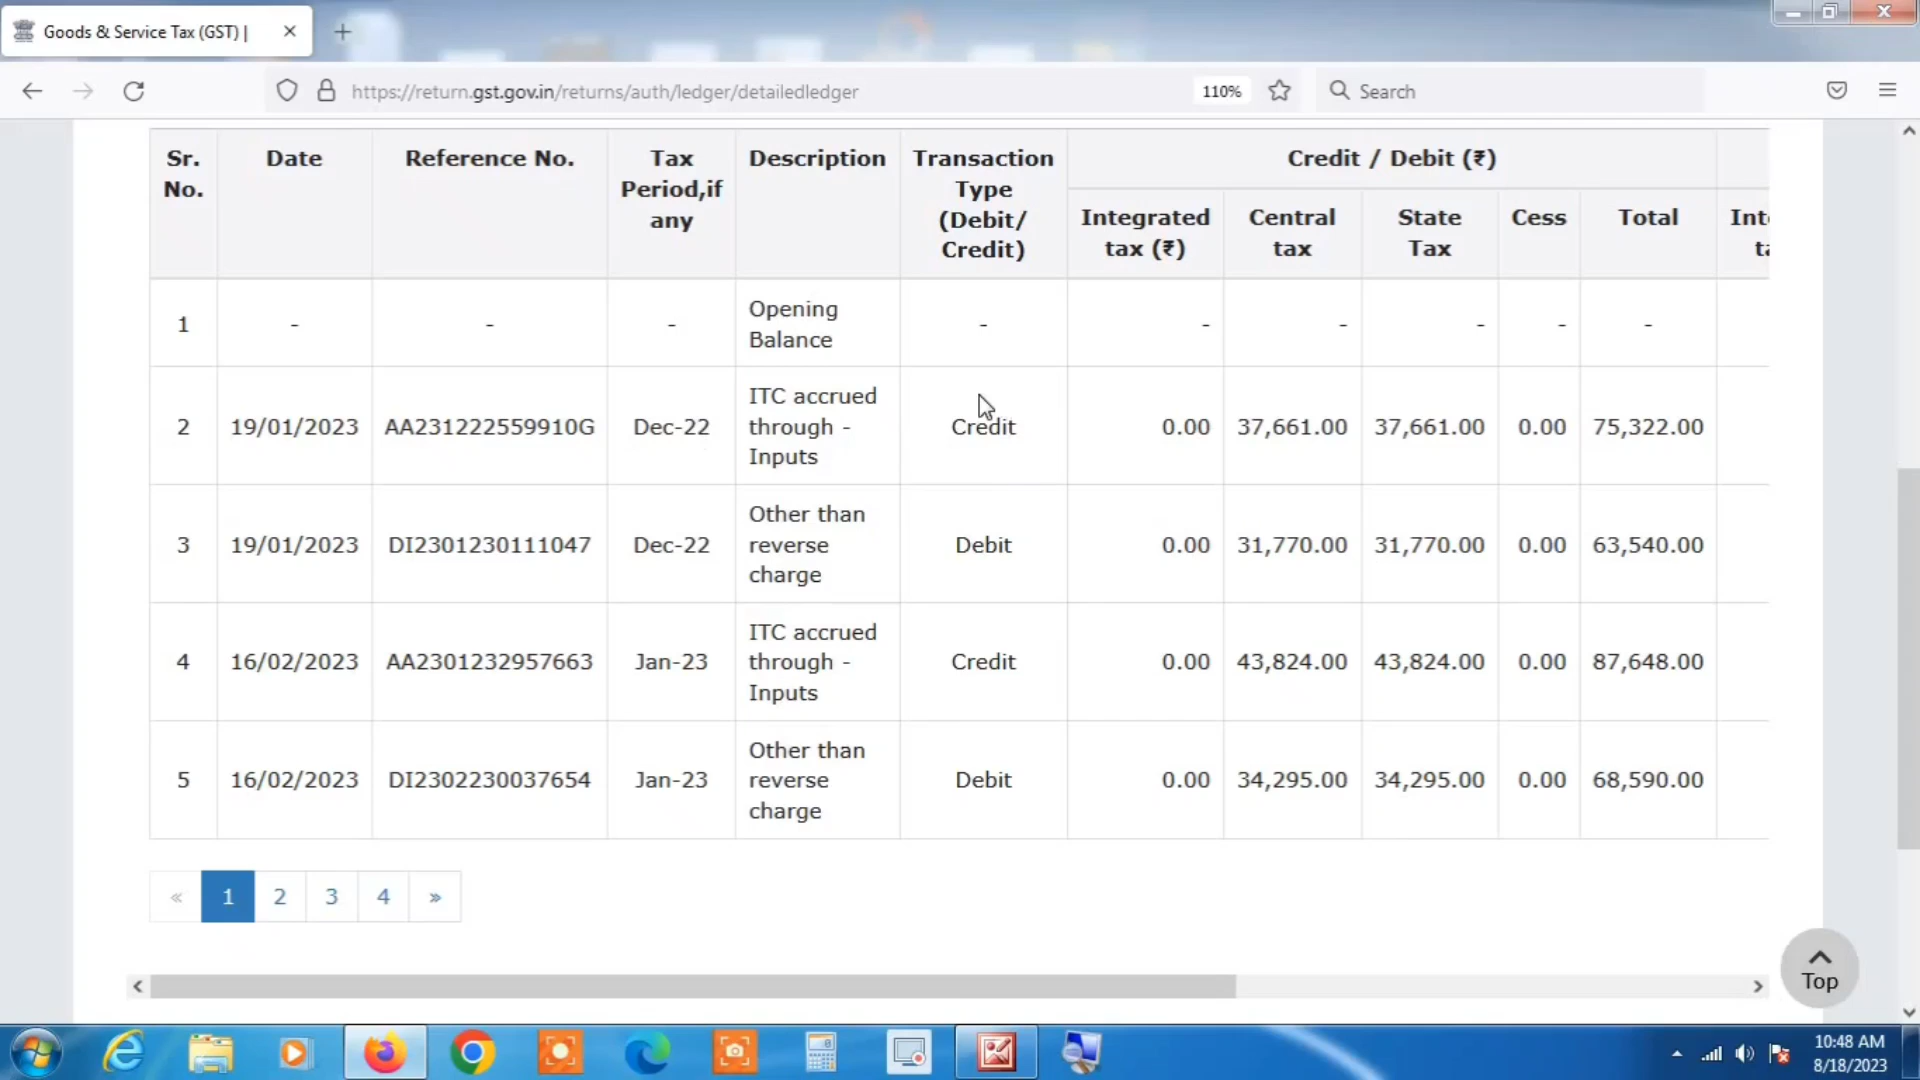 Goods & Service Tax (GST) |
https://return.gst.gov.in/returns/auth/ledger/detailedledger
110%
Search
Sr. No.
Date
Reference No.
Tax Period,if any
Description
Transaction Type (Debit/ Credit)
Credit / Debit (₹)
Integrated tax (₹)
Central tax
State Tax
Cess
Total
1 - - - Opening Balance - - - - - -
2 19/01/2023 AA231222559910G Dec-22 ITC accrued through - Inputs Credit 0.00 37,661.00 37,661.00 0.00 75,322.00
3 19/01/2023 DI2301230111047 Dec-22 Other than reverse charge Debit 0.00 31,770.00 31,770.00 0.00 63,540.00
4 16/02/2023 AA2301232957663 Jan-23 ITC accrued through - Inputs Credit 0.00 43,824.00 43,824.00 0.00 87,648.00
5 16/02/2023 DI2302230037654 Jan-23 Other than reverse charge Debit 0.00 34,295.00 34,295.00 0.00 68,590.00
« 1 2 3 4 »
Top
10:48 AM
8/18/2023